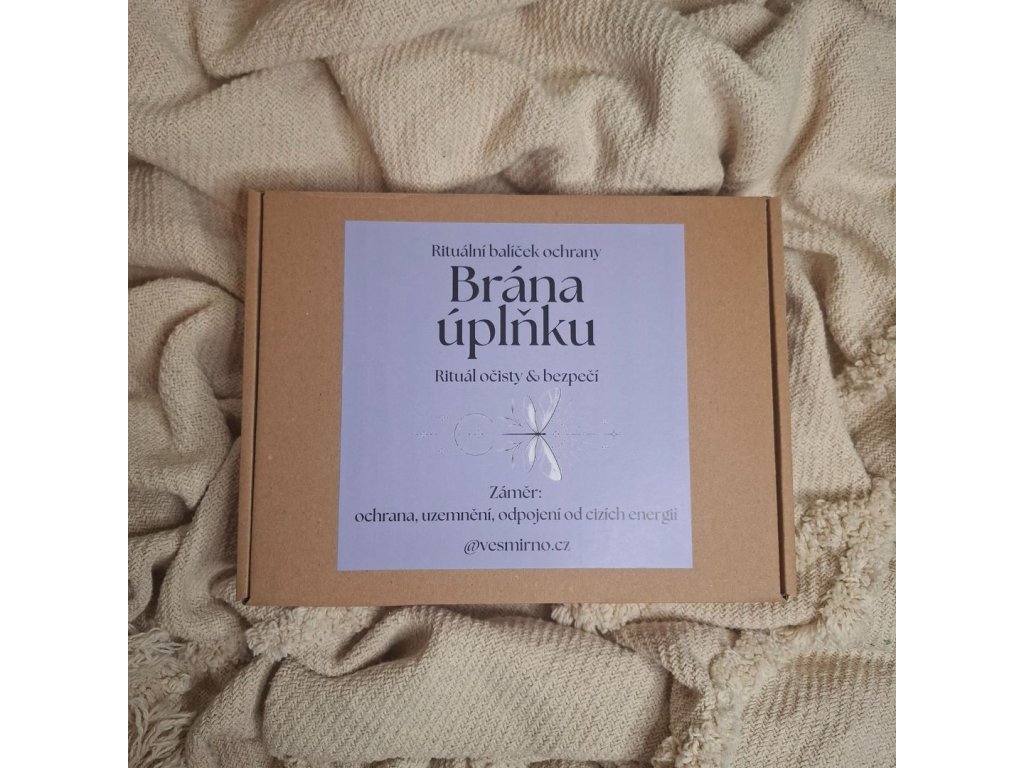 Rituální balíček ochrany
Brána
úplňku
Rituál očisty & bezpečí
Záměr:
ochrana, uzemnění, odpojení od cizích energií
@vesmirno.cz